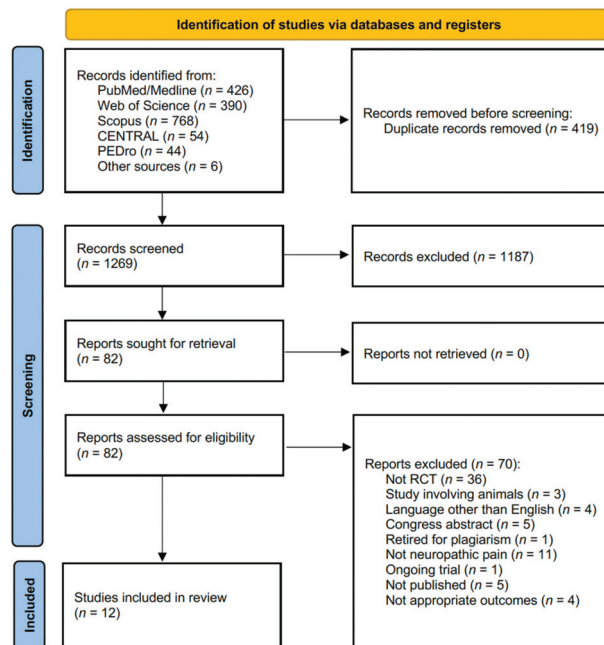 Identification of studies via databases and registers
Identification
Records identified from:
PubMed/Medline (n = 426)
Web of Science (n = 390)
Scopus (n = 768)
CENTRAL (n = 54)
PEDro (n = 44)
Other sources (n = 6)
Records removed before screening:
Duplicate records removed (n = 419)
Screening
Records screened
(n = 1269)
Records excluded (n = 1187)
Reports sought for retrieval
(n = 82)
Reports not retrieved (n = 0)
Reports assessed for eligibility
(n = 82)
Reports excluded (n = 70):
Not RCT (n = 36)
Study involving animals (n = 3)
Language other than English (n = 4)
Congress abstract (n = 5)
Retired for plagiarism (n = 1)
Not neuropathic pain (n = 11)
Ongoing trial (n = 1)
Not published (n = 5)
Not appropriate outcomes (n = 4)
Included
Studies included in review
(n = 12)